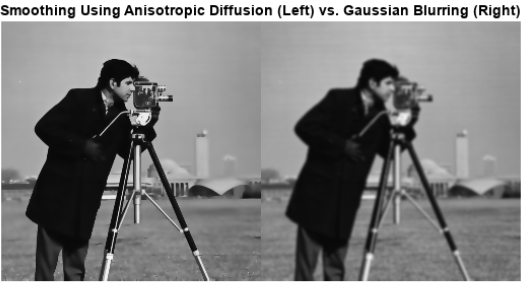 Smoothing Using Anisotropic Diffusion (Left) vs. Gaussian Blurring (Right)